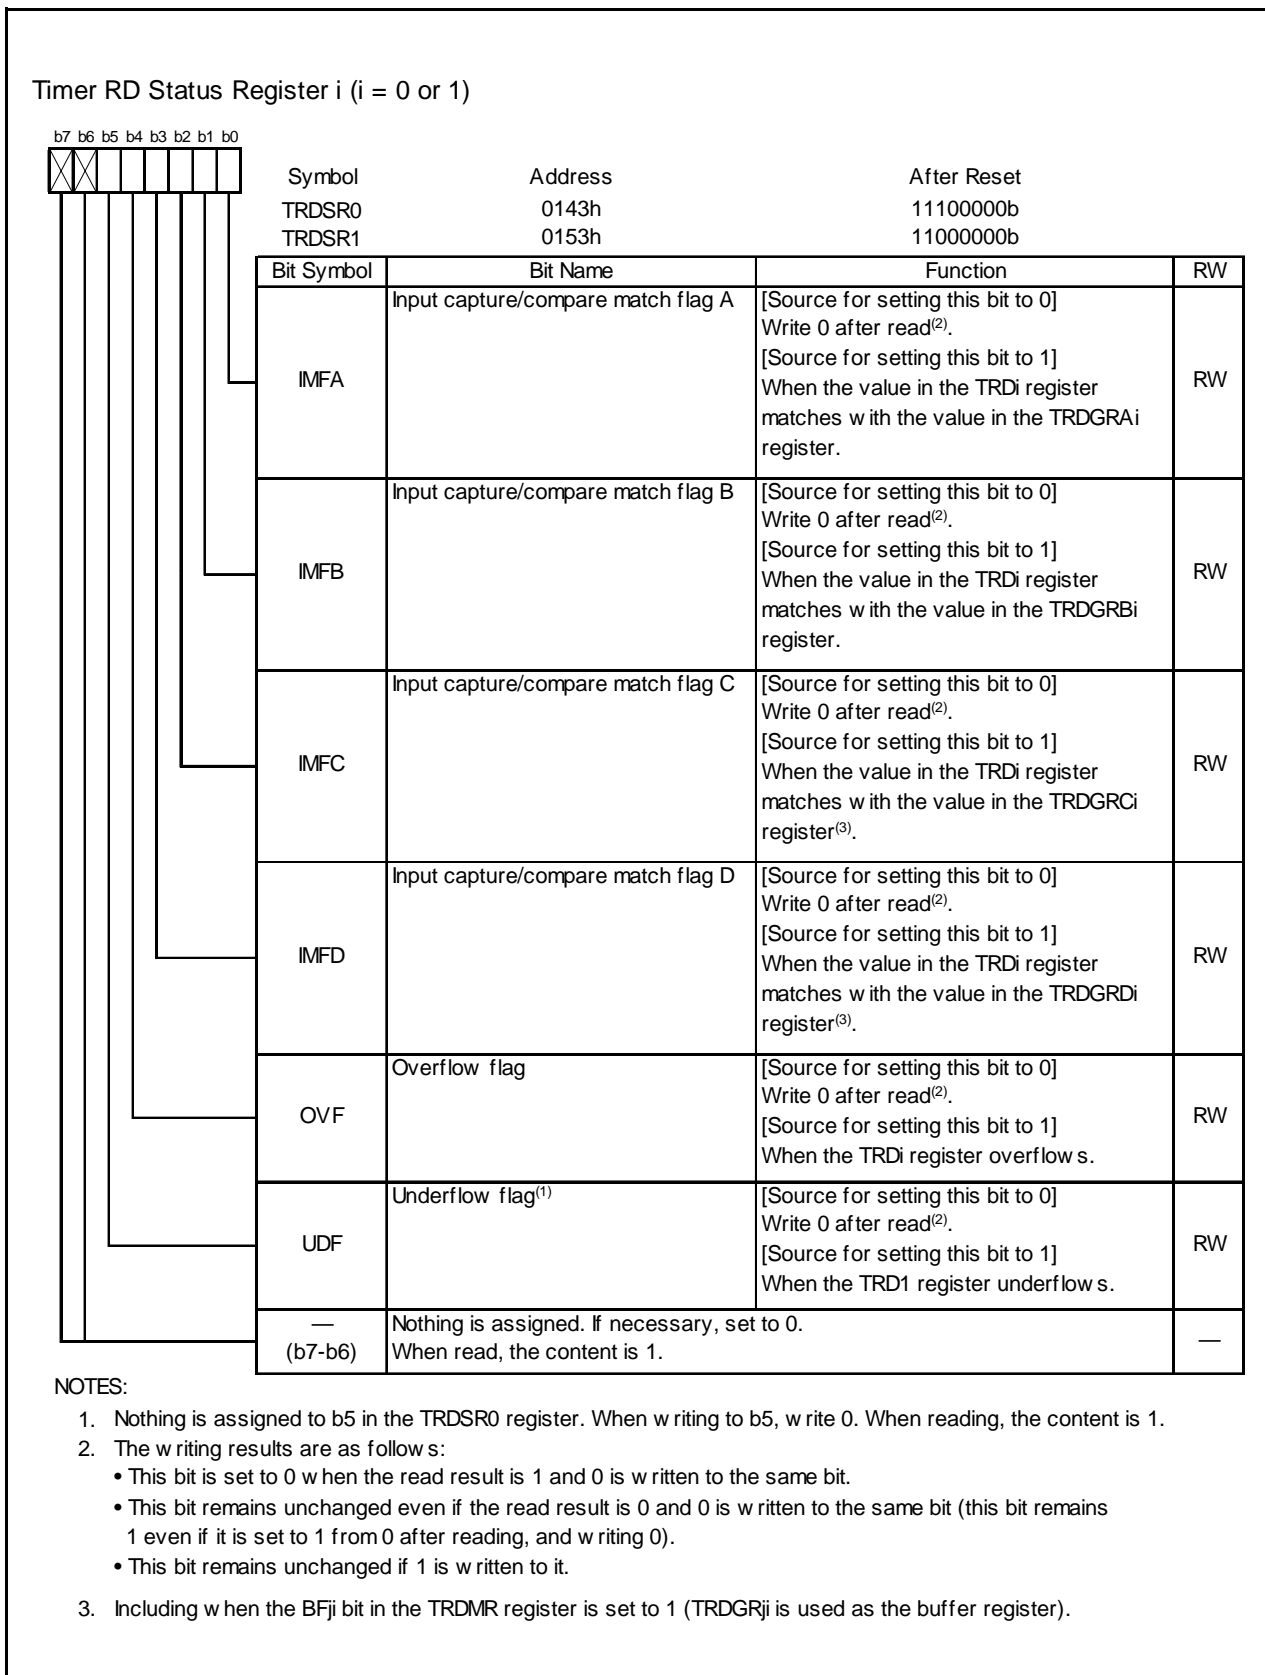 Timer RD Status Register i (i = 0 or 1)
b7 b6 b5 b4 b3 b2 b1 b0
Symbol Address After Reset
TRDSR0 0143h 11100000b
TRDSR1 0153h 11000000b
Bit Symbol Bit Name Function RW
IMFA Input capture/compare match flag A [Source for setting this bit to 0]
Write 0 after read(2).
[Source for setting this bit to 1]
When the value in the TRDi register
matches with the value in the TRDGRAi
register.
RW
IMFB Input capture/compare match flag B [Source for setting this bit to 0]
Write 0 after read(2).
[Source for setting this bit to 1]
When the value in the TRDi register
matches with the value in the TRDGRBi
register.
RW
IMFC Input capture/compare match flag C [Source for setting this bit to 0]
Write 0 after read(2).
[Source for setting this bit to 1]
When the value in the TRDi register
matches with the value in the TRDGRCi
register(3).
RW
IMFD Input capture/compare match flag D [Source for setting this bit to 0]
Write 0 after read(2).
[Source for setting this bit to 1]
When the value in the TRDi register
matches with the value in the TRDGRDi
register(3).
RW
OVF Overflow flag [Source for setting this bit to 0]
Write 0 after read(2).
[Source for setting this bit to 1]
When the TRDi register overflows.
RW
UDF Underflow flag(1) [Source for setting this bit to 0]
Write 0 after read(2).
[Source for setting this bit to 1]
When the TRD1 register underflows.
RW
— Nothing is assigned. If necessary, set to 0.
(b7-b6) When read, the content is 1.
—
NOTES:
1. Nothing is assigned to b5 in the TRDSR0 register. When writing to b5, write 0. When reading, the content is 1.
2. The writing results are as follows:
• This bit is set to 0 when the read result is 1 and 0 is written to the same bit.
• This bit remains unchanged even if the read result is 0 and 0 is written to the same bit (this bit remains
1 even if it is set to 1 from 0 after reading, and writing 0).
• This bit remains unchanged if 1 is written to it.
3. Including when the BFji bit in the TRDMR register is set to 1 (TRDGRji is used as the buffer register).